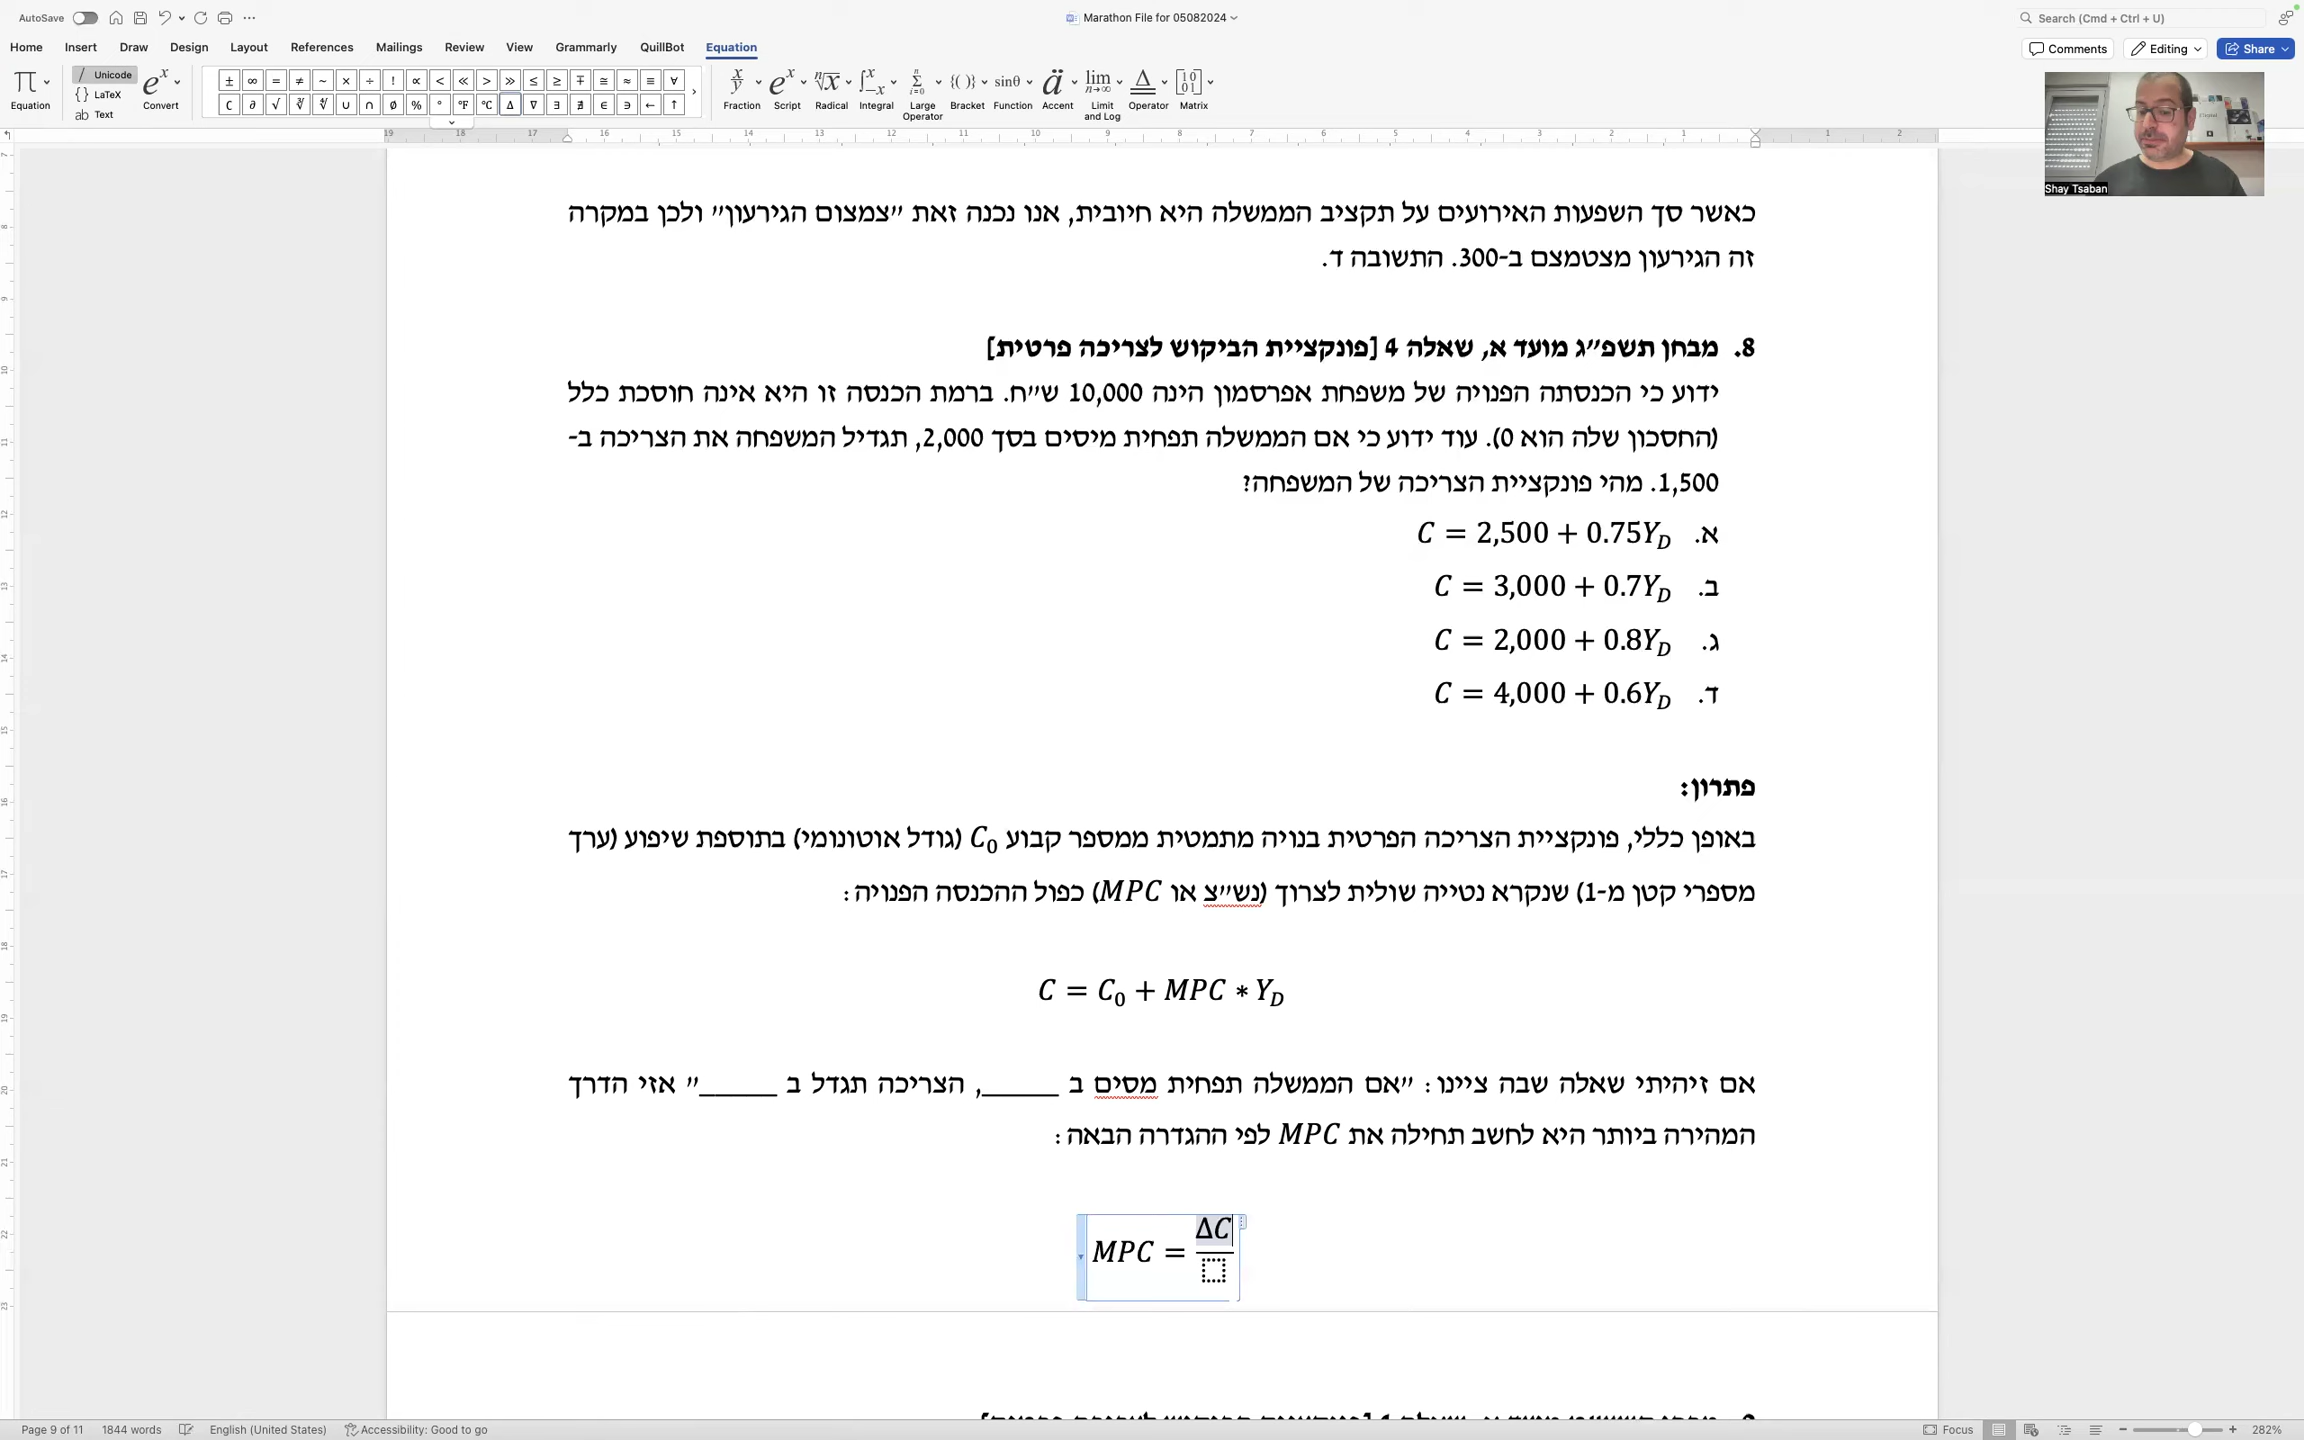 AutoSave
Marathon File for 05082024
Search (Cmd + Ctrl + U)
Home Insert Draw Design Layout References Mailings Review View Grammarly QuillBot Equation
Comments Editing Share
Unicode
LaTeX
ab Text
Equation Convert
± ∞ = ≠ ~ × ÷ ! ∝ < ≪ > ≫ ≤ ≥ ∓ ≅ ≈ ≡ ∀
∁ ∂ √ ∛ ∜ ∪ ∩ ∅ % ° °F °C ∆ ∇ ∃ ∄ ∈ ∋ ← ↑
Fraction Script Radical Integral Large Operator Bracket Function Accent Limit and Log Operator Matrix
Shay Tsaban
כאשר סך השפעות האירועים על תקציב הממשלה היא חיובית, אנו נכנה זאת ״צמצום הגירעון״ ולכן במקרה
זה הגירעון מצטמצם ב-300. התשובה ד.
8. מבחן תשפ״ג מועד א, שאלה 4 [פונקציית הביקוש לצריכה פרטית]
ידוע כי הכנסתה הפנויה של משפחת אפרסמון הינה 10,000 ש״ח. ברמת הכנסה זו היא אינה חוסכת כלל
(החסכון שלה הוא 0). עוד ידוע כי אם הממשלה תפחית מיסים בסך 2,000, תגדיל המשפחה את הצריכה ב-
1,500. מהי פונקציית הצריכה של המשפחה?
א. C = 2,500 + 0.75Y_D
ב. C = 3,000 + 0.7Y_D
ג. C = 2,000 + 0.8Y_D
ד. C = 4,000 + 0.6Y_D
פתרון:
באופן כללי, פונקציית הצריכה הפרטית בנויה מתמטית ממספר קבוע C₀ (גודל אוטונומי) בתוספת שיפוע (ערך
מספרי קטן מ-1) שנקרא נטייה שולית לצרוך (נש״צ או MPC) כפול ההכנסה הפנויה:
C = C₀ + MPC * Y_D
אם זיהיתי שאלה שבה ציינו: ״אם הממשלה תפחית מסים ב ______, הצריכה תגדל ב ______״ אזי הדרך
המהירה ביותר היא לחשב תחילה את MPC לפי ההגדרה הבאה:
MPC = ΔC
Page 9 of 11 1844 words English (United States) Accessibility: Good to go Focus 282%